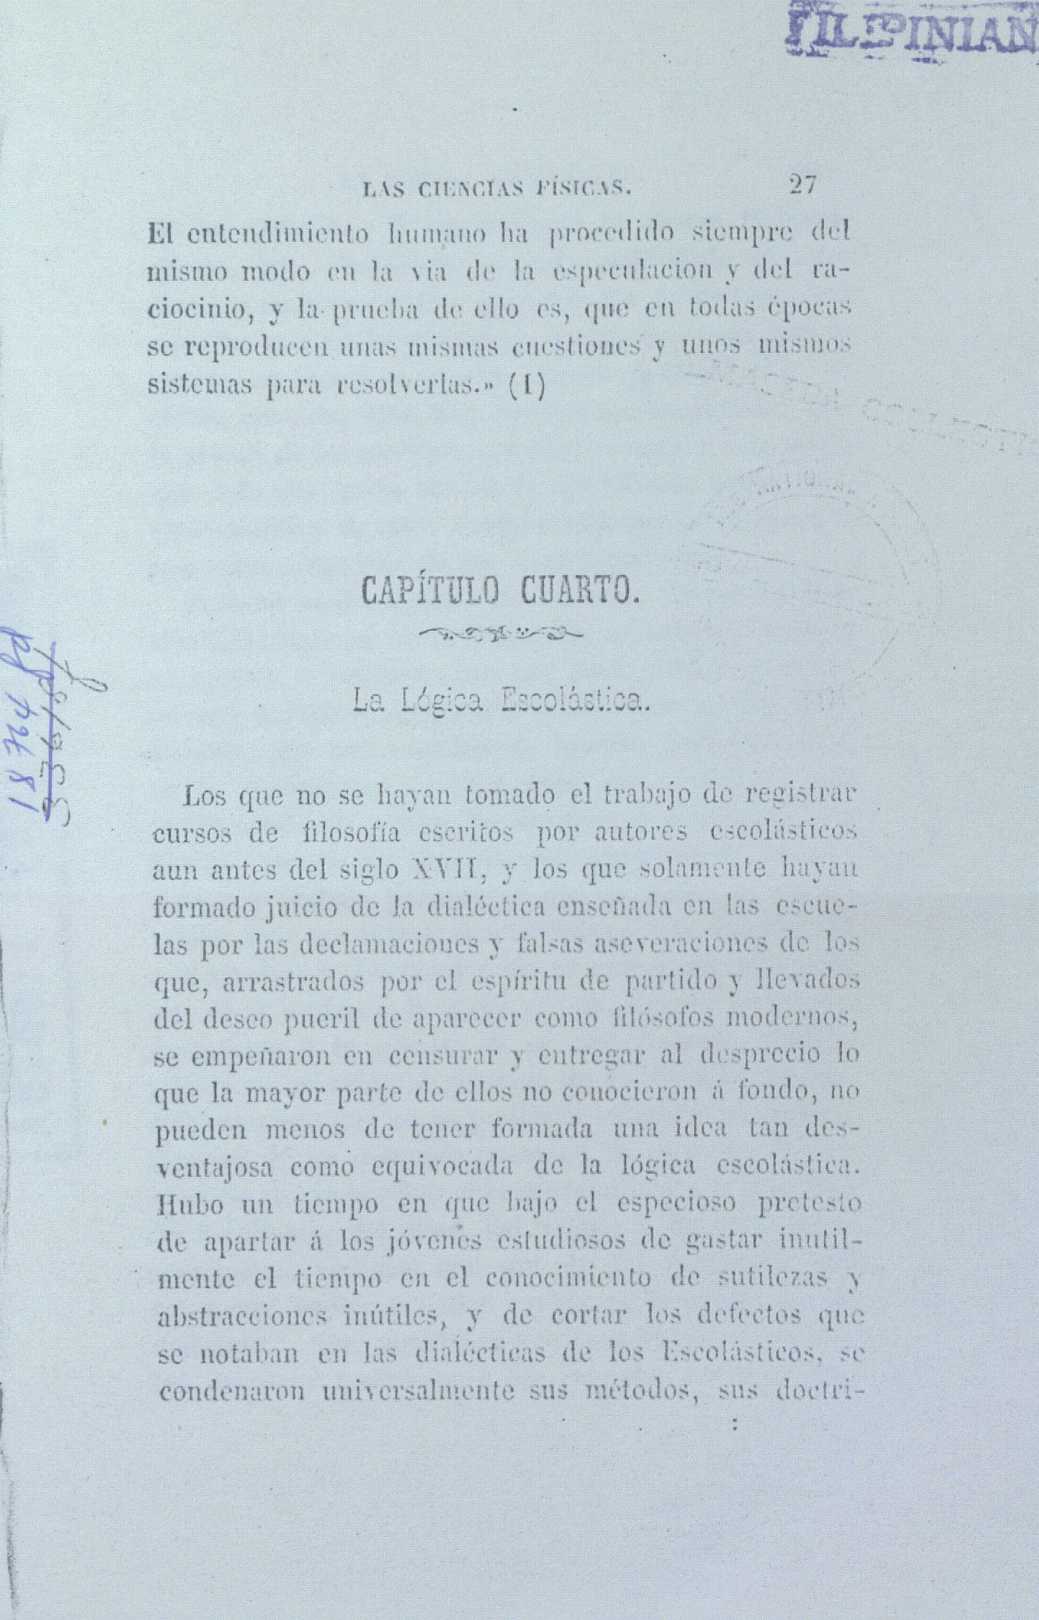 FILIPINIAN
LAS CIENCIAS FÍSICAS. 27
El entendimiento humano ha procedido siempre del
mismo modo en la via de la especulacion y del ra-
ciocinio, y la prueba de ello es, que en todas épocas
se reproducen unas mismas cuestiones y unos mismos
sistemas para resolverlas.» (1)
CAPÍTULO CUARTO.
La Lógica Escolástica.
Los que no se hayan tomado el trabajo de registrar
cursos de filosofía escritos por autores escolásticos
aun antes del siglo XVII, y los que solamente hayan
formado juicio de la dialéctica enseñada en las escue-
las por las declamaciones y falsas aseveraciones de los
que, arrastrados por el espíritu de partido y llevados
del deseo pueril de aparecer como filósofos modernos,
se empeñaron en censurar y entregar al desprecio lo
que la mayor parte de ellos no conocieron á fondo, no
pueden menos de tener formada una idea tan des-
ventajosa como equivocada de la lógica escolástica.
Hubo un tiempo en que bajo el especioso pretesto
de apartar á los jóvenes estudiosos de gastar inutil-
mente el tiempo en el conocimiento de sutilezas y
abstracciones inútiles, y de cortar los defectos que
se notaban en las dialécticas de los Escolásticos, se
condenaron universalmente sus métodos, sus doctri-